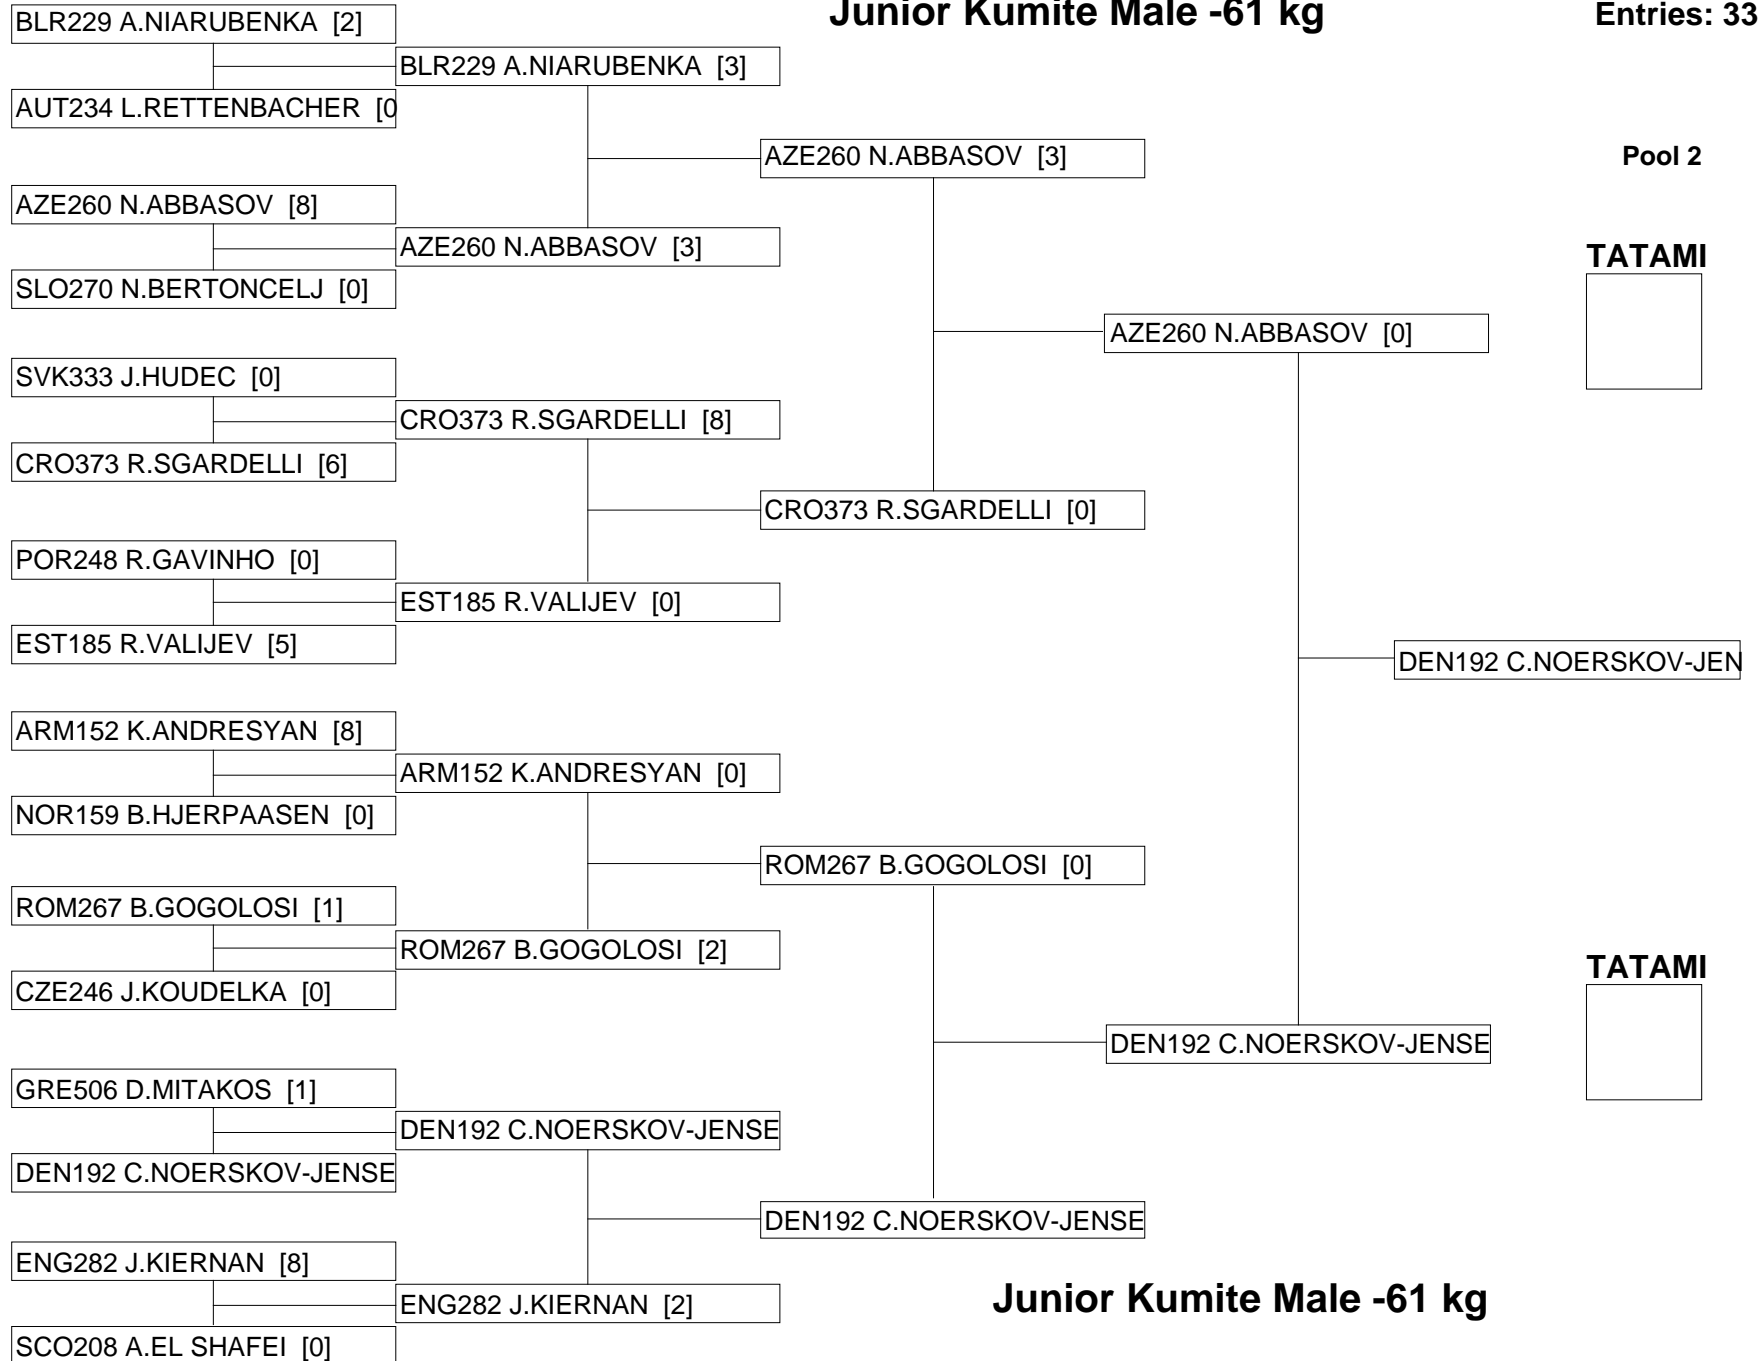 Junior Kumite Male -61 kg
Entries: 33
Pool 2
TATAMI
TATAMI
BLR229 A.NIARUBENKA [2]
AUT234 L.RETTENBACHER [0
AZE260 N.ABBASOV [8]
SLO270 N.BERTONCELJ [0]
SVK333 J.HUDEC [0]
CRO373 R.SGARDELLI [6]
POR248 R.GAVINHO [0]
EST185 R.VALIJEV [5]
ARM152 K.ANDRESYAN [8]
NOR159 B.HJERPAASEN [0]
ROM267 B.GOGOLOSI [1]
CZE246 J.KOUDELKA [0]
GRE506 D.MITAKOS [1]
DEN192 C.NOERSKOV-JENSE
ENG282 J.KIERNAN [8]
SCO208 A.EL SHAFEI [0]
BLR229 A.NIARUBENKA [3]
AZE260 N.ABBASOV [3]
CRO373 R.SGARDELLI [8]
EST185 R.VALIJEV [0]
ARM152 K.ANDRESYAN [0]
ROM267 B.GOGOLOSI [2]
DEN192 C.NOERSKOV-JENSE
ENG282 J.KIERNAN [2]
AZE260 N.ABBASOV [3]
CRO373 R.SGARDELLI [0]
ROM267 B.GOGOLOSI [0]
DEN192 C.NOERSKOV-JENSE
AZE260 N.ABBASOV [0]
DEN192 C.NOERSKOV-JENSE
DEN192 C.NOERSKOV-JEN
Junior Kumite Male -61 kg